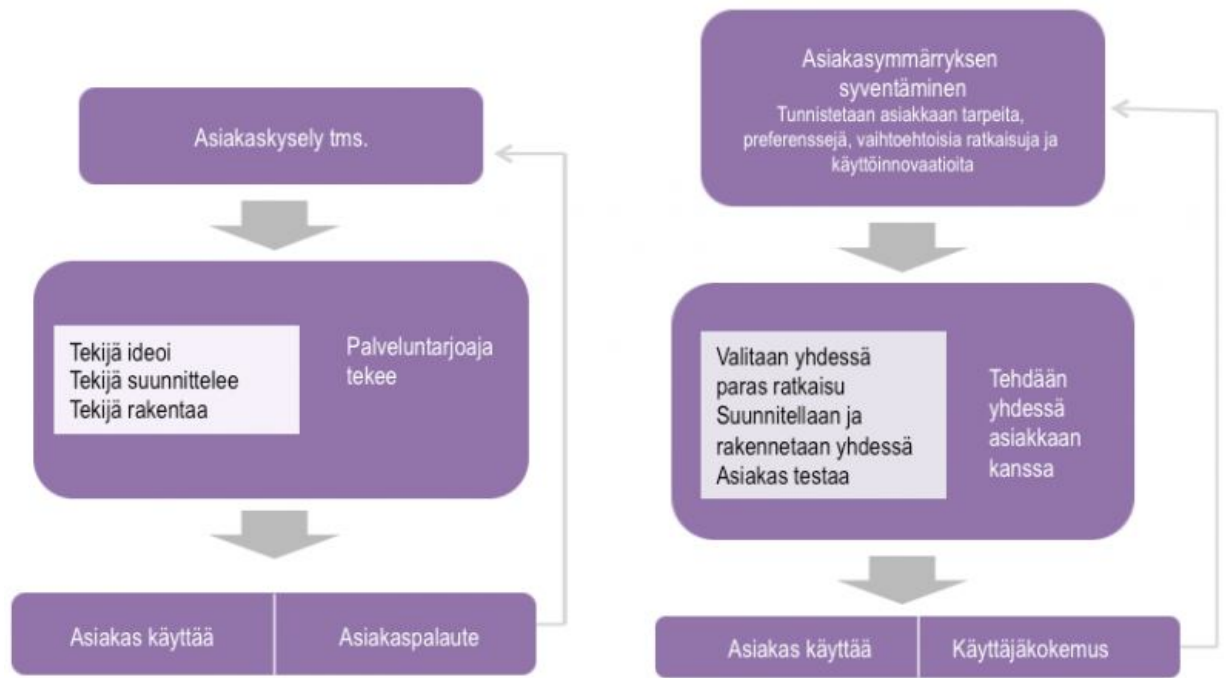 Asiakaskysely tms.
Tekijä ideoi
Tekijä suunnittelee
Tekijä rakentaa
Palveluntarjoaja
tekee
Asiakas käyttää
Asiakaspalaute
Asiakasymmärryksen
syventäminen
Tunnistetaan asiakkaan tarpeita,
preferenssejä, vaihtoehtoisia ratkaisuja ja
käyttöinnovaatioita
Valitaan yhdessä
paras ratkaisu
Suunnitellaan ja
rakennetaan yhdessä
Asiakas testaa
Tehdään
yhdessä
asiakkaan
kanssa
Asiakas käyttää
Käyttäjäkokemus